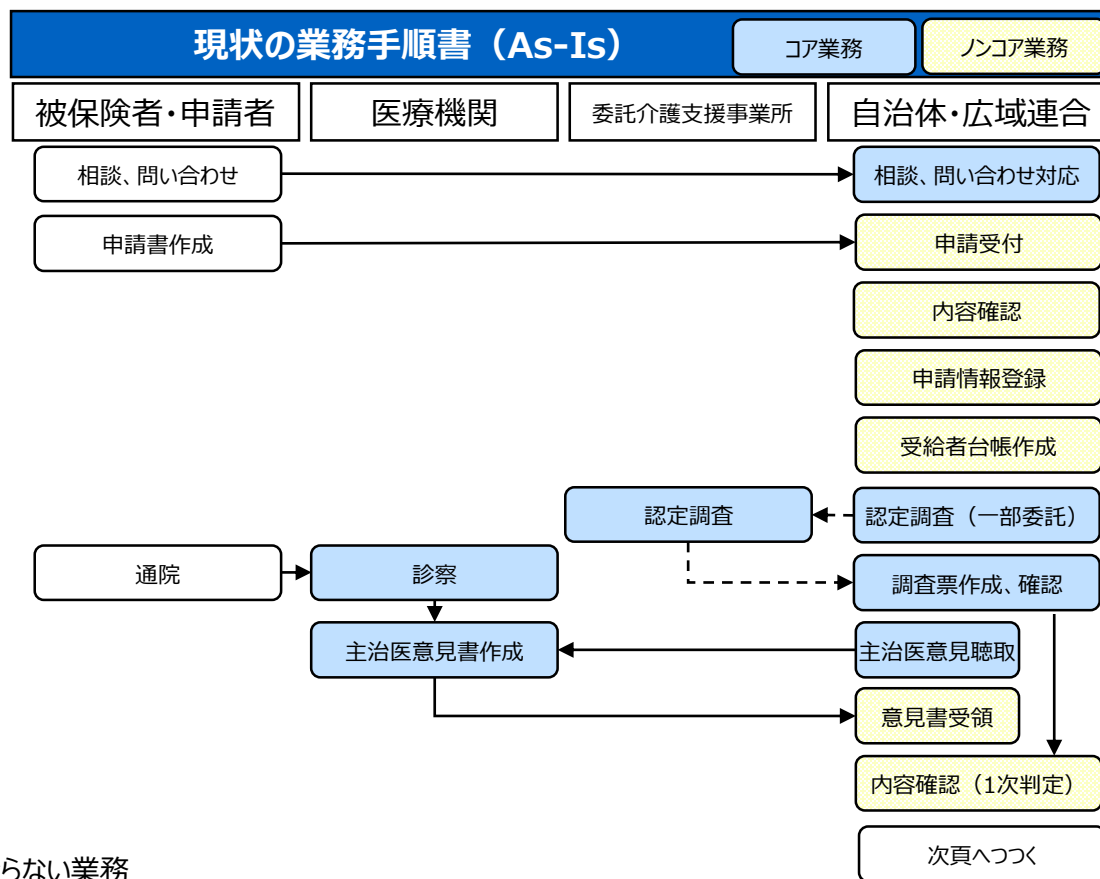 現状の業務手順書（As-Is）
コア業務
ノンコア業務
被保険者・申請者
医療機関
委託介護支援事業所
自治体・広域連合
相談、問い合わせ
相談、問い合わせ対応
申請書作成
申請受付
内容確認
申請情報登録
受給者台帳作成
認定調査
認定調査（一部委託）
通院
診察
調査票作成、確認
主治医意見書作成
主治医意見聴取
意見書受領
内容確認（1次判定）
次頁へつつく
らない業務